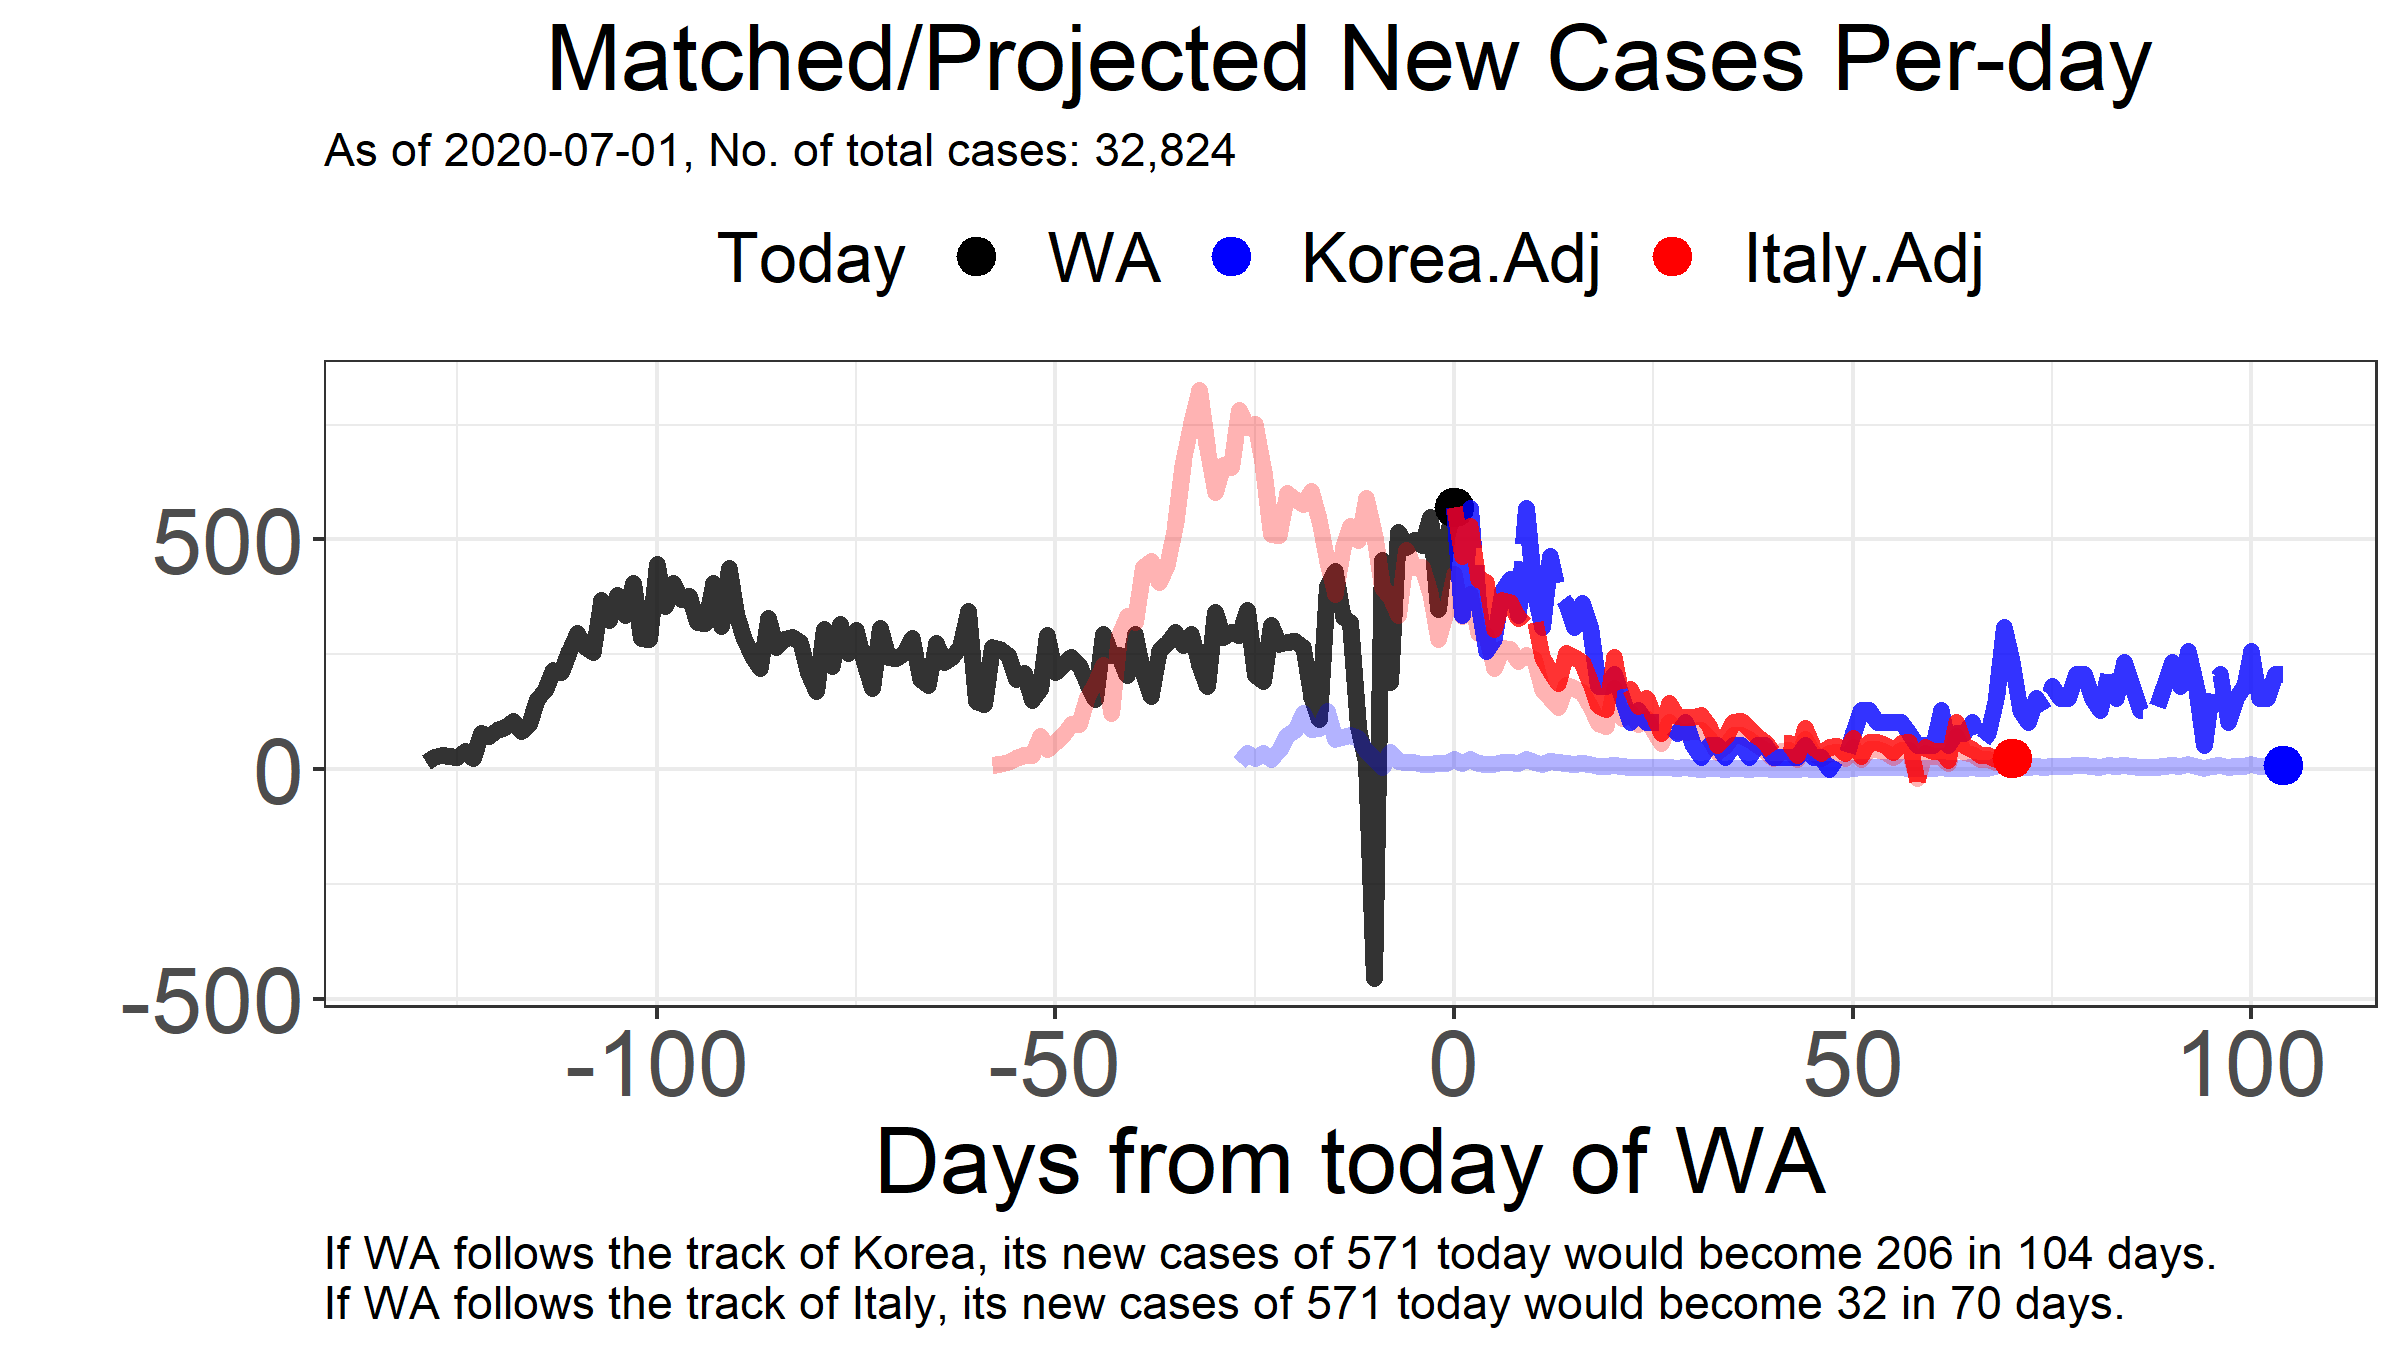 Matched/Projected New Cases Per-day
As of 2020-07-01, No. of total cases: 32,824
Today WA Korea.Adj Italy.Adj
500
0
-500
-100 -50 0 50 100
Days from today of WA
If WA follows the track of Korea, its new cases of 571 today would become 206 in 104 days.
If WA follows the track of Italy, its new cases of 571 today would become 32 in 70 days.